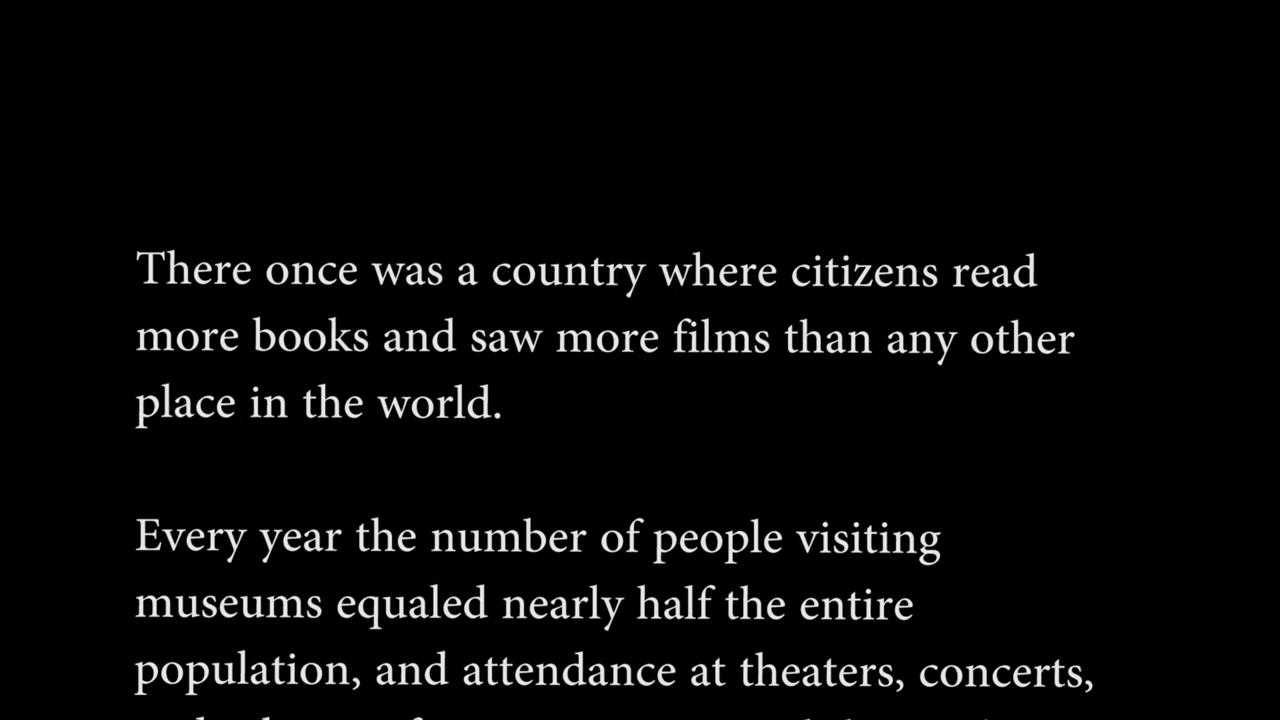 There once was a country where citizens read
more books and saw more films than any other
place in the world.
Every year the number of people visiting
museums equaled nearly half the entire
population, and attendance at theaters, concerts,